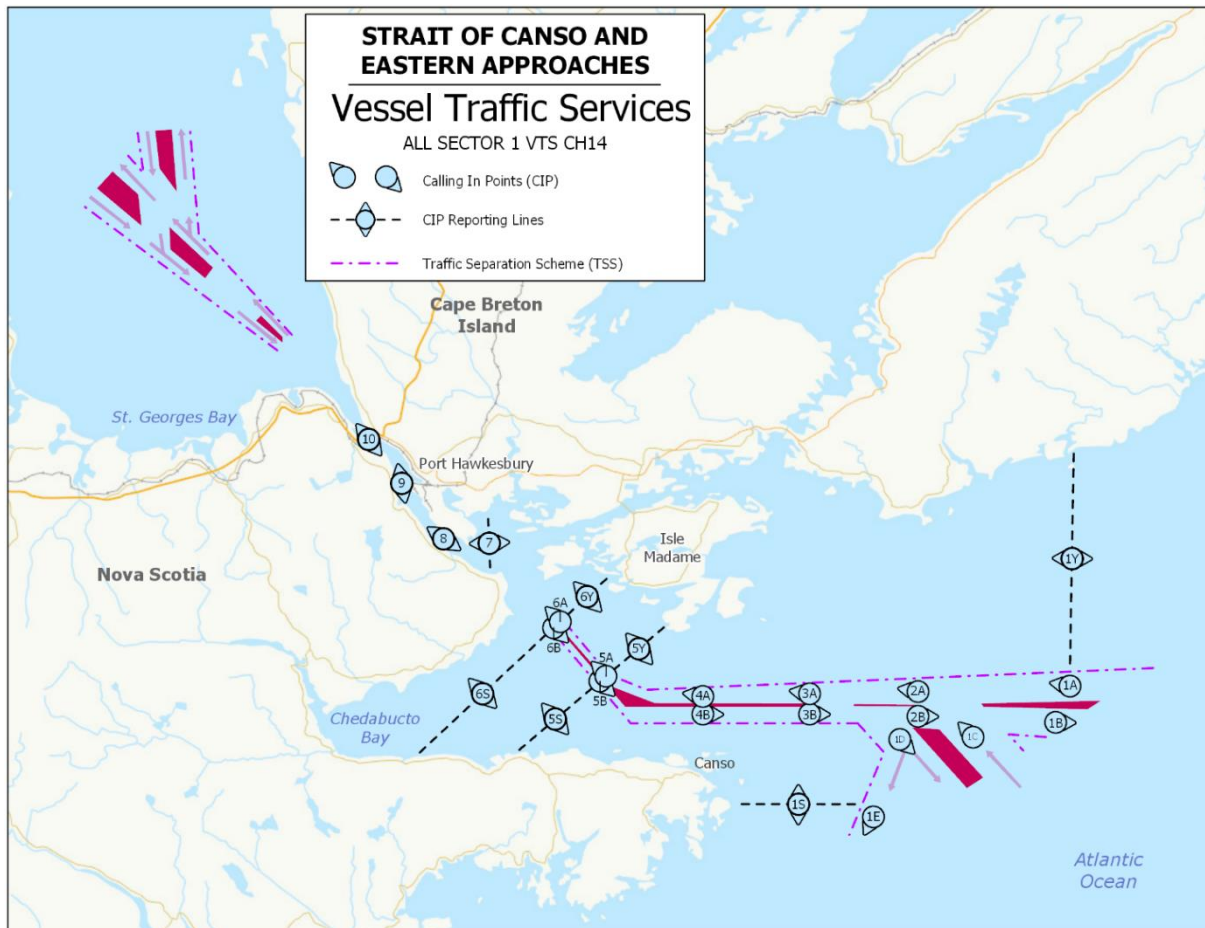 STRAIT OF CANSO AND
EASTERN APPROACHES
Vessel Traffic Services
ALL SECTOR 1 VTS CH14
Calling In Points (CIP)
CIP Reporting Lines
Traffic Separation Scheme (TSS)
Cape Breton
Island
St. Georges Bay
10
Port Hawkesbury
9
8
7
Isle
Madame
Nova Scotia
1Y
6Y
6A
6B
5Y
5A
5B
6S
5S
4A
4B
3A
3B
2A
2B
1A
1B
1C
1D
Chedabucto
Bay
Canso
1S
1E
Atlantic
Ocean